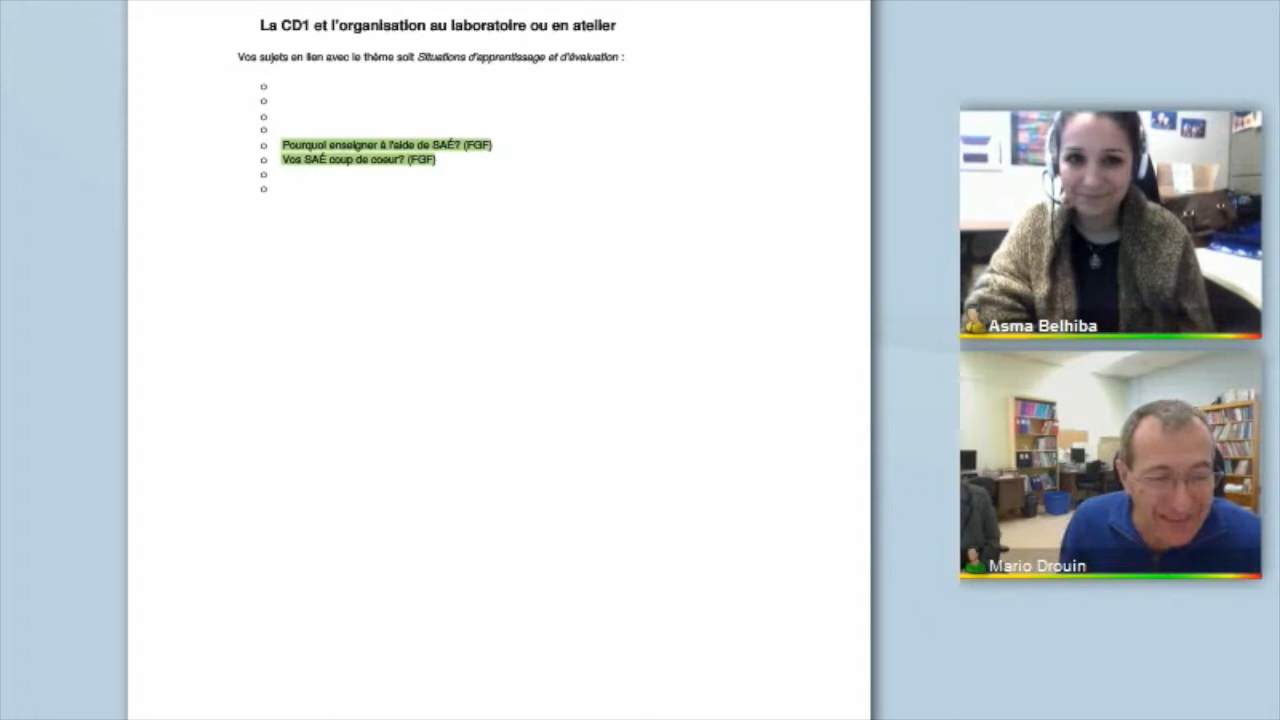 La CD1 et l'organisation au laboratoire ou en atelier
Vos sujets en lien avec le thème soit Situations d'apprentissage et d'évaluation :
Pourquoi enseigner à l'aide de SAÉ? (FGF)
Vos SAÉ coup de coeur? (FGF)
Asma Belhiba
Mario Drouin